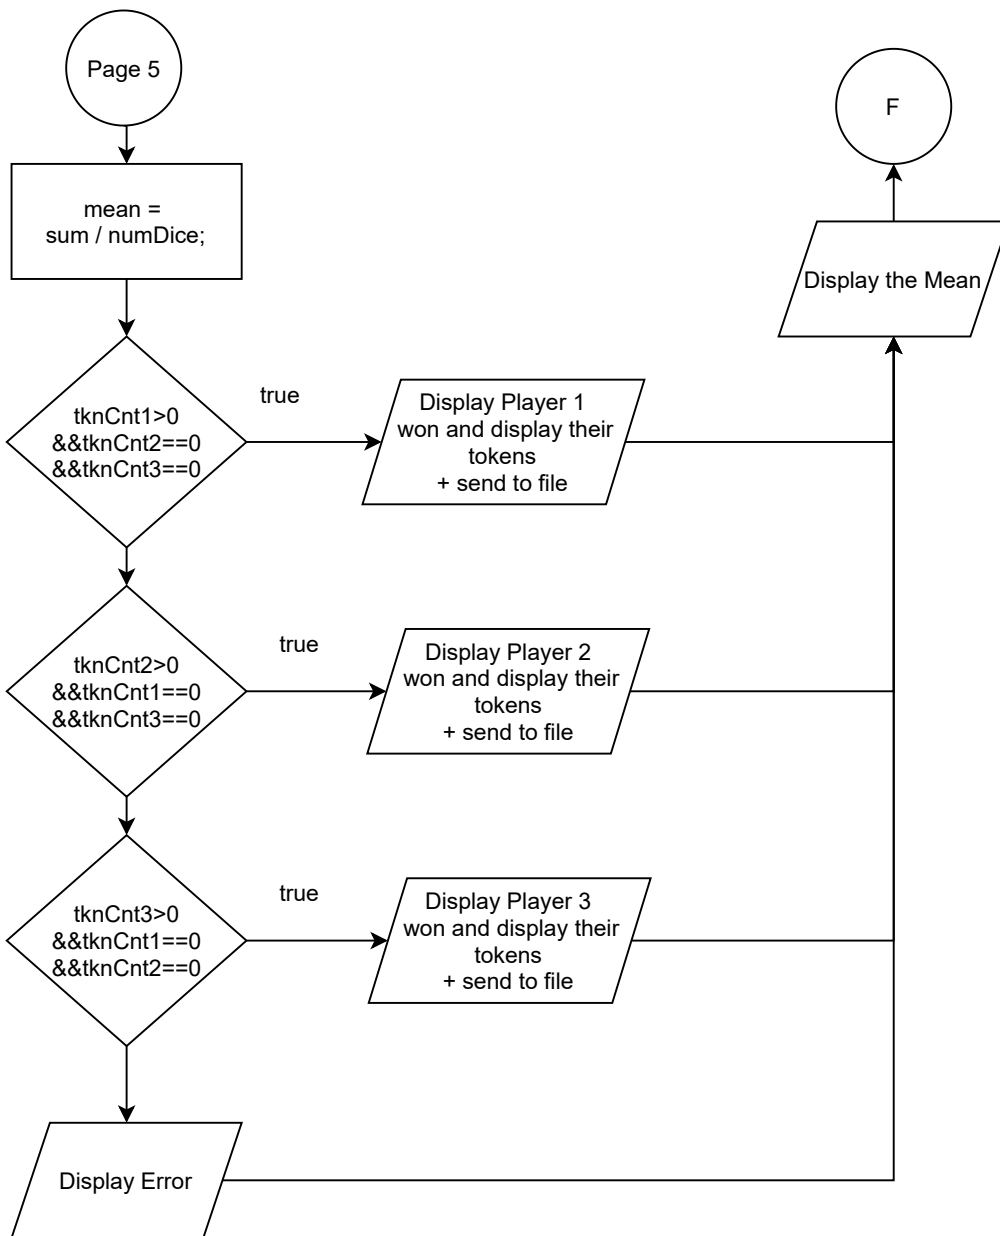 Page 5
F
mean =
sum / numDice;
Display the Mean
tknCnt1>0
&&tknCnt2==0
&&tknCnt3==0
true
Display Player 1
won and display their
tokens
+ send to file
tknCnt2>0
&&tknCnt1==0
&&tknCnt3==0
true
Display Player 2
won and display their
tokens
+ send to file
tknCnt3>0
&&tknCnt1==0
&&tknCnt2==0
true
Display Player 3
won and display their
tokens
+ send to file
Display Error